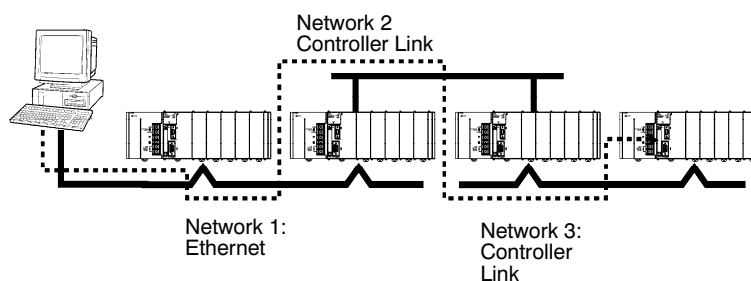 Network 2
Controller Link
Network 1:
Ethernet
Network 3:
Controller
Link